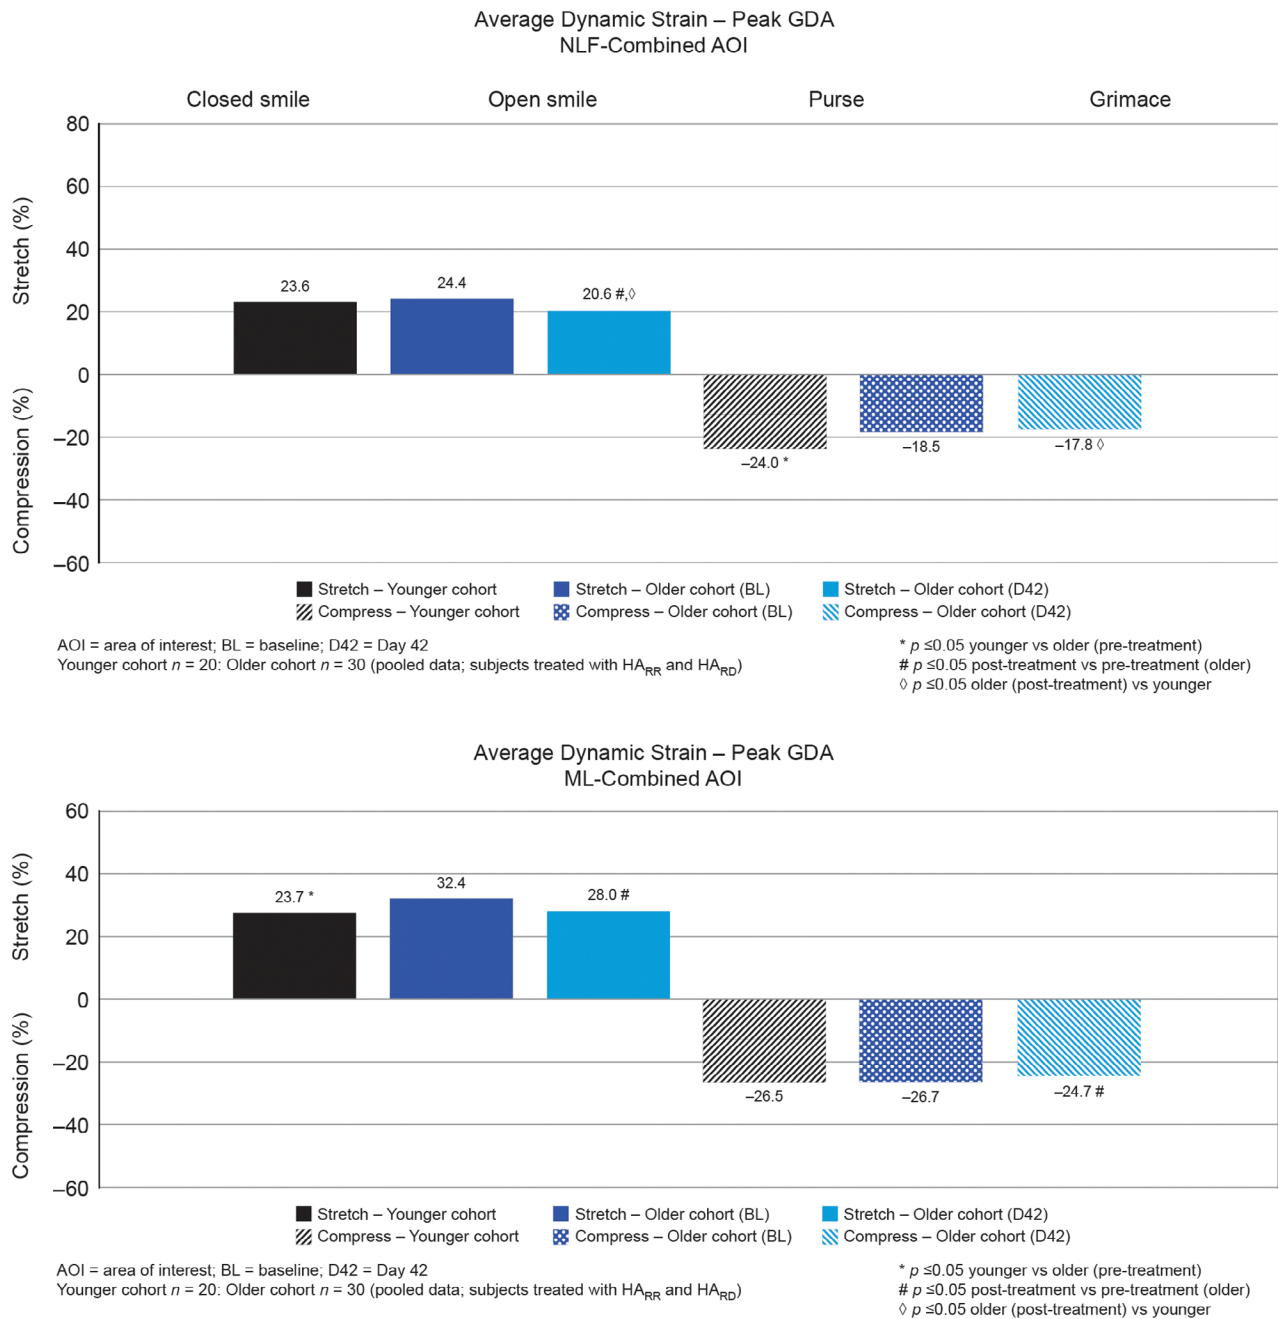 Average Dynamic Strain – Peak GDA
NLF-Combined AOI
Closed smile Open smile Purse Grimace
80
60
40
20
0
–20
–40
–60
Stretch (%)
Compression (%)
23.6
24.4
20.6 #,◊
–24.0 *
–18.5
–17.8 ◊
Stretch – Younger cohort Stretch – Older cohort (BL) Stretch – Older cohort (D42)
Compress – Younger cohort Compress – Older cohort (BL) Compress – Older cohort (D42)
AOI = area of interest; BL = baseline; D42 = Day 42
Younger cohort n = 20: Older cohort n = 30 (pooled data; subjects treated with HARR and HARD)
* p ≤0.05 younger vs older (pre-treatment)
# p ≤0.05 post-treatment vs pre-treatment (older)
◊ p ≤0.05 older (post-treatment) vs younger
Average Dynamic Strain – Peak GDA
ML-Combined AOI
60
40
20
0
–20
–40
–60
Stretch (%)
Compression (%)
23.7 *
32.4
28.0 #
–26.5
–26.7
–24.7 #
Stretch – Younger cohort Stretch – Older cohort (BL) Stretch – Older cohort (D42)
Compress – Younger cohort Compress – Older cohort (BL) Compress – Older cohort (D42)
AOI = area of interest; BL = baseline; D42 = Day 42
Younger cohort n = 20: Older cohort n = 30 (pooled data; subjects treated with HARR and HARD)
* p ≤0.05 younger vs older (pre-treatment)
# p ≤0.05 post-treatment vs pre-treatment (older)
◊ p ≤0.05 older (post-treatment) vs younger